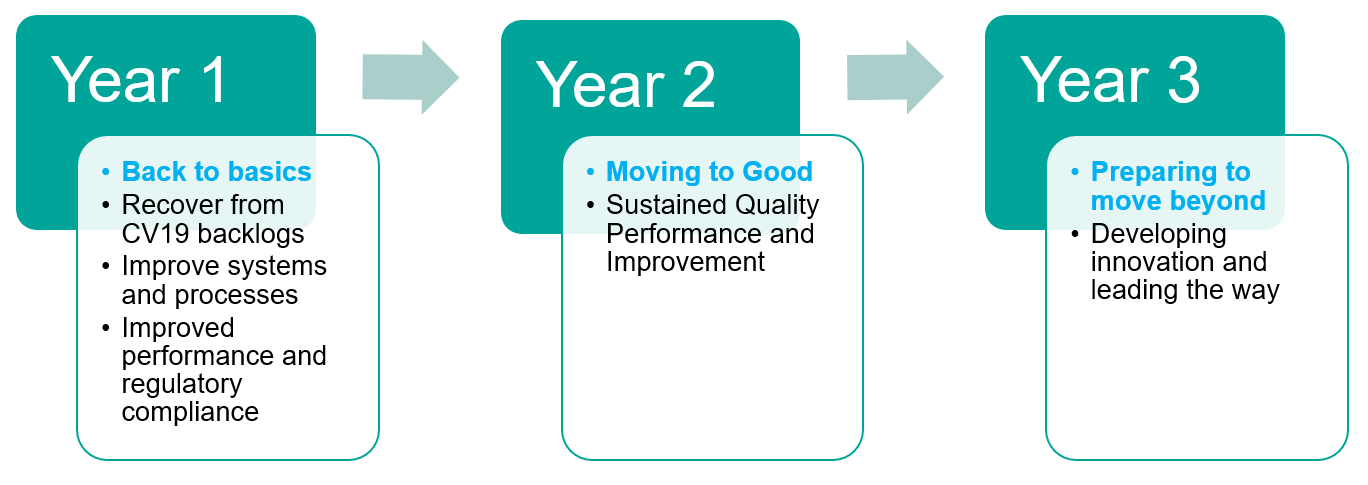 Year 1
• Back to basics
• Recover from
CV19 backlogs
• Improve systems
and processes
• Improved
performance and
regulatory
compliance
Year 2
• Moving to Good
• Sustained Quality
Performance and
Improvement
Year 3
• Preparing to
move beyond
• Developing
innovation and
leading the way